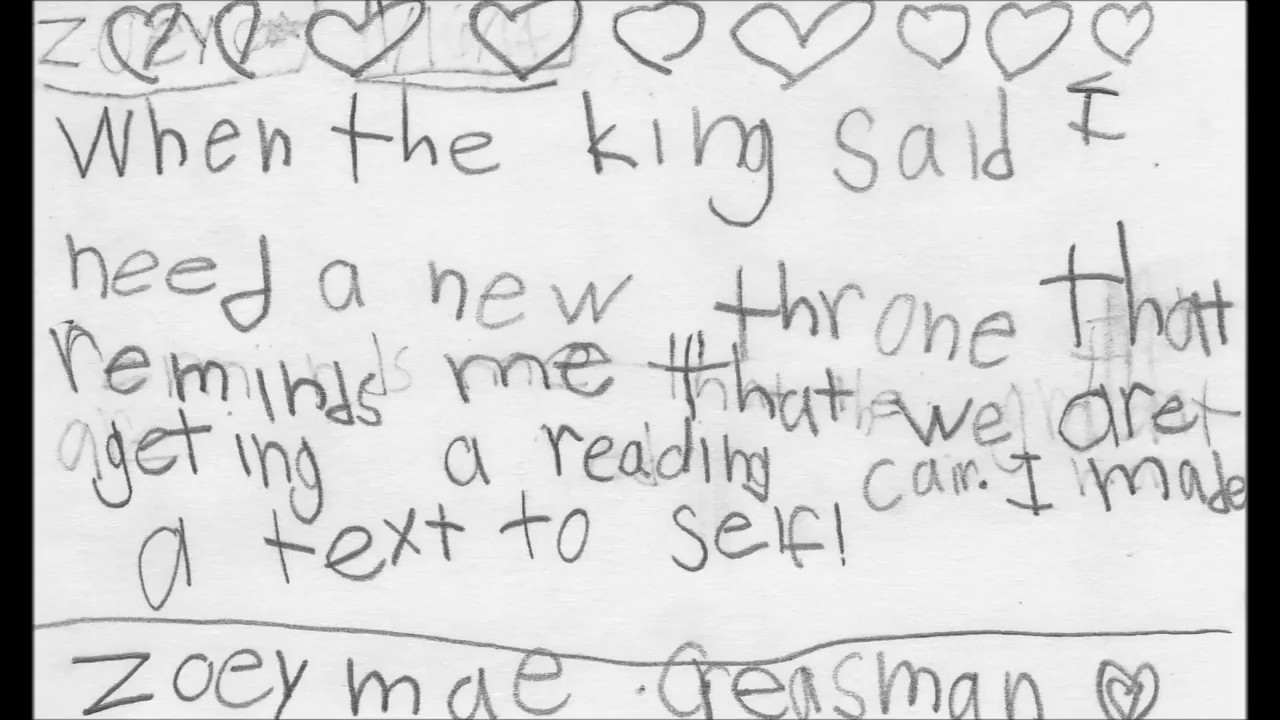 When the king said I
need a new throne that
reminds me that we are
geting a reading cair. I made
a text to self!
zoey mae Geasman